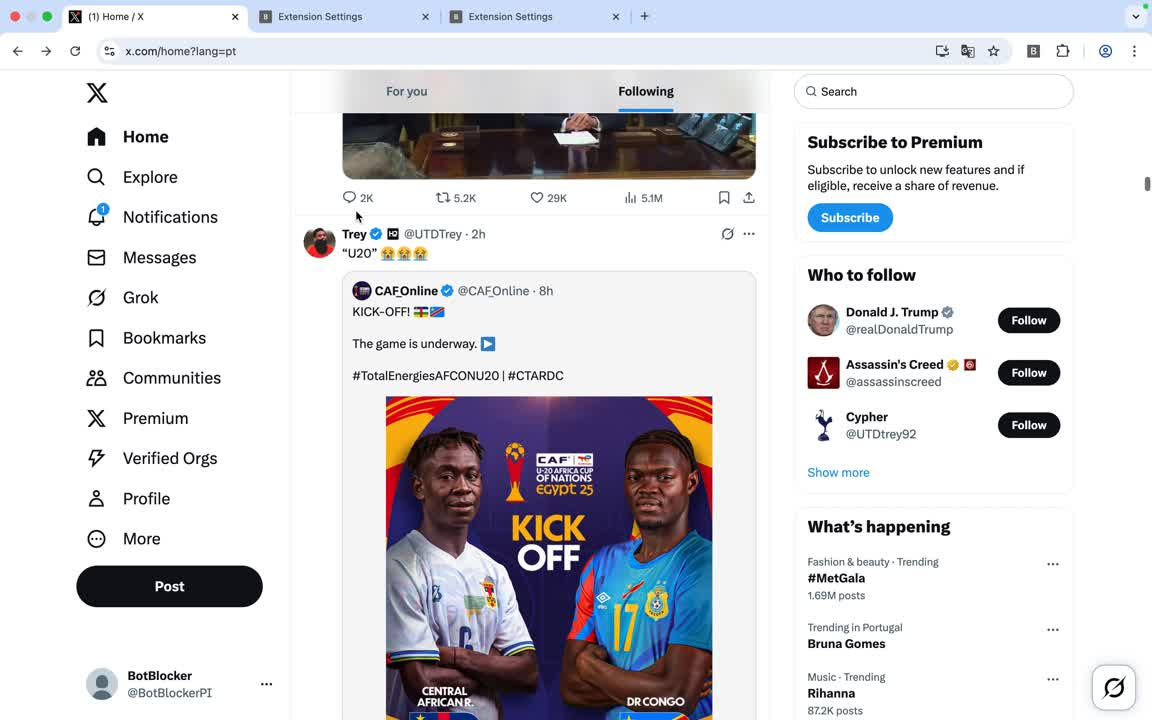 (1) Home / X
Extension Settings
Extension Settings
x.com/home?lang=pt
Home
Explore
1
Notifications
Messages
Grok
Bookmarks
Communities
Premium
Verified Orgs
Profile
More
Post
BotBlocker
@BotBlockerPI
For you
Following
2K
5.2K
29K
5.1M
Trey @UTDTrey · 2h
“U20” 😭😭😭
CAF_Online @CAF_Online · 8h
KICK-OFF! 🇨🇫🇨🇩
The game is underway. ▶️
#TotalEnergiesAFCONU20 | #CTARDC
CAF
U-20 AFRICA CUP
OF NATIONS
EGYPT 25
KICK
OFF
17
CENTRAL
AFRICAN R.
DR CONGO
Search
Subscribe to Premium
Subscribe to unlock new features and if
eligible, receive a share of revenue.
Subscribe
Who to follow
Donald J. Trump
@realDonaldTrump
Follow
Assassin's Creed
@assassinscreed
Follow
Cypher
@UTDtrey92
Follow
Show more
What's happening
Fashion & beauty · Trending
#MetGala
1.69M posts
Trending in Portugal
Bruna Gomes
Music · Trending
Rihanna
87.2K posts